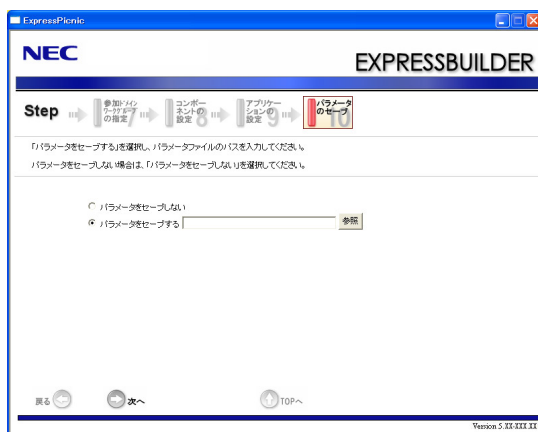 ExpressPicnic
NEC
EXPRESSBUILDER
Step
参加ドメイン
ワークグループ
の指定 7
コンポー
ネントの
設定 8
アプリケー
ションの
設定 9
パラメータ
のセーブ
10
「パラメータをセーブする」を選択し、パラメータファイルのパスを入力してください。
パラメータをセーブしない場合は、「パラメータをセーブしない」を選択してください。
パラメータをセーブしない
パラメータをセーブする
参照
戻る
次へ
TOPへ
Version 5.XX-XXX.XX